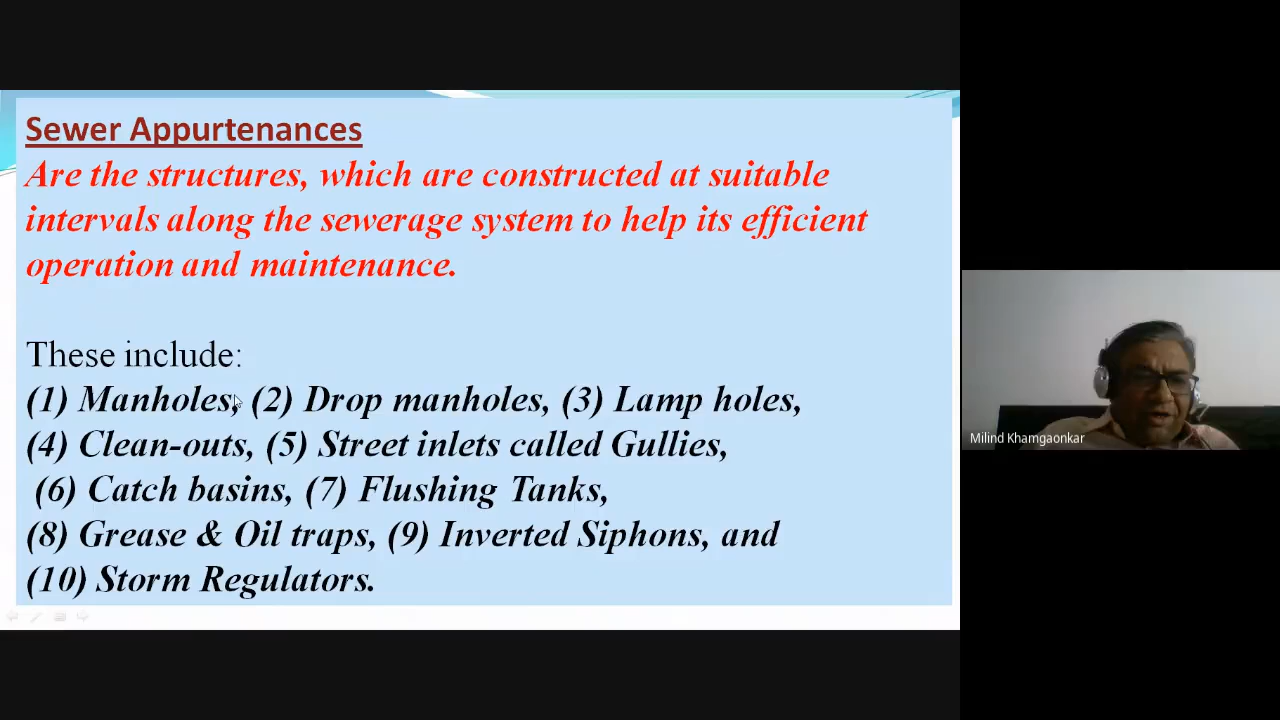 Sewer Appurtenances
Are the structures, which are constructed at suitable
intervals along the sewerage system to help its efficient
operation and maintenance.
These include:
(1) Manholes, (2) Drop manholes, (3) Lamp holes,
(4) Clean-outs, (5) Street inlets called Gullies,
(6) Catch basins, (7) Flushing Tanks,
(8) Grease & Oil traps, (9) Inverted Siphons, and
(10) Storm Regulators.
Milind Khamgaonkar